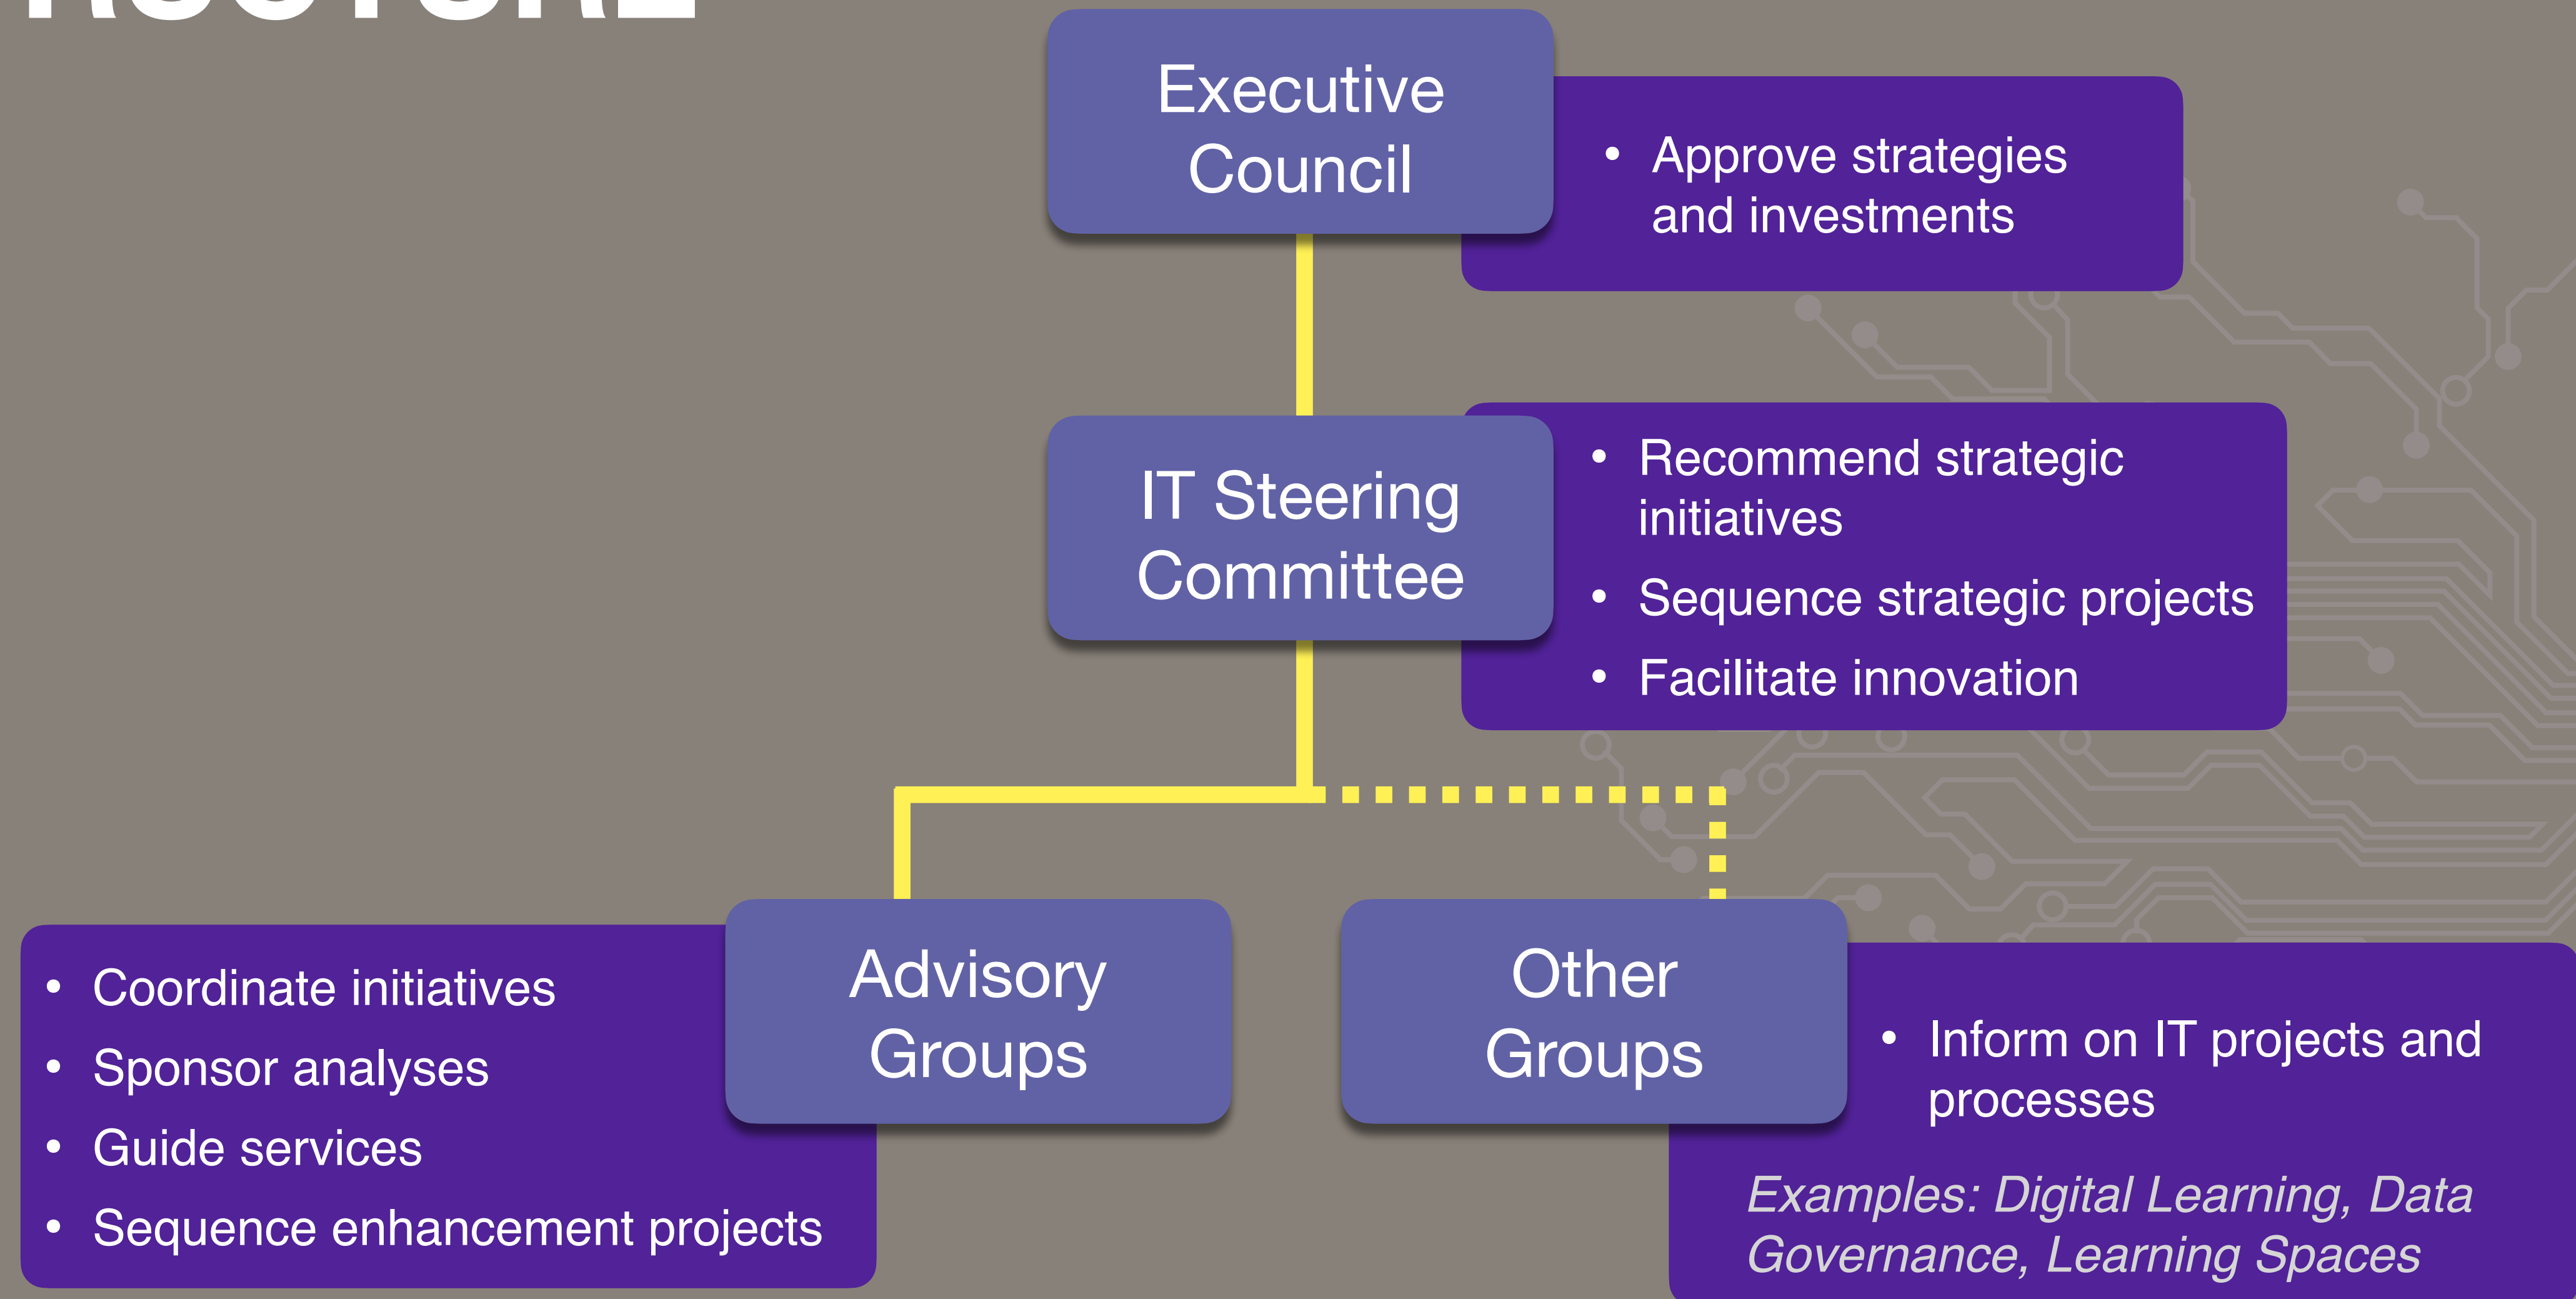 Executive
Council
• Approve strategies
and investments
IT Steering
Committee
• Recommend strategic
initiatives
• Sequence strategic projects
• Facilitate innovation
Advisory
Groups
• Coordinate initiatives
• Sponsor analyses
• Guide services
• Sequence enhancement projects
Other
Groups
• Inform on IT projects and
processes
Examples: Digital Learning, Data
Governance, Learning Spaces